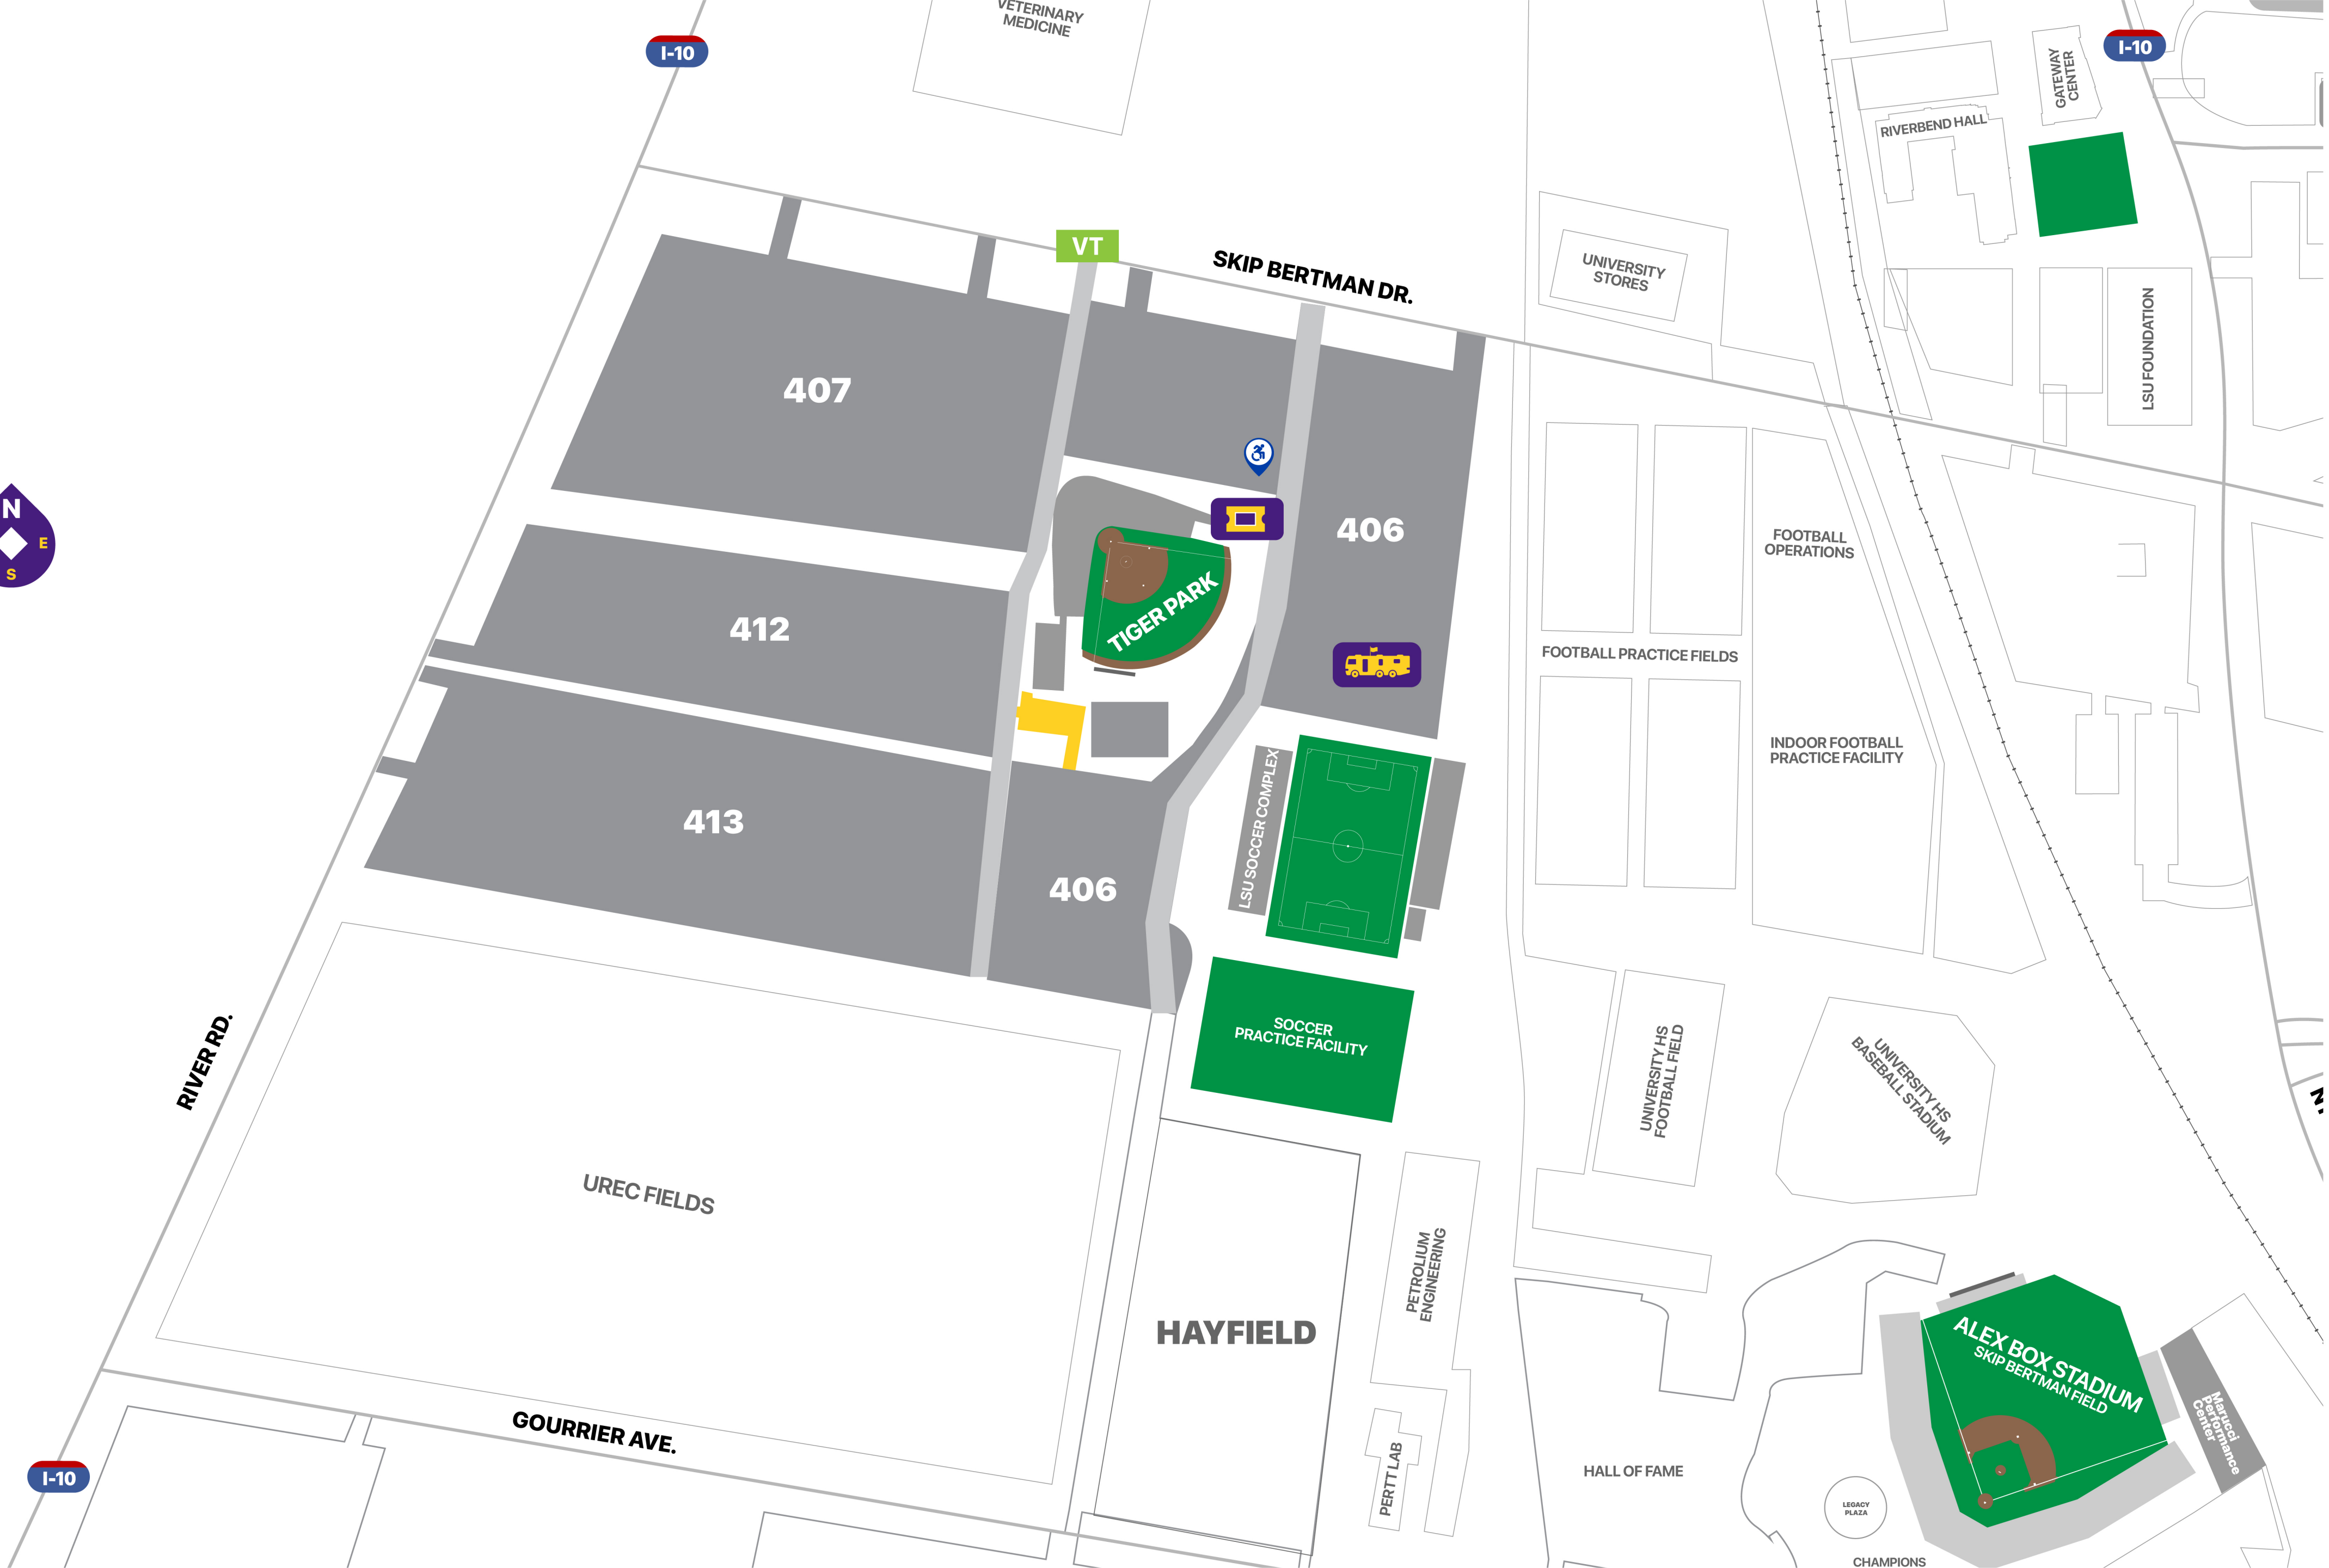 VETERINARY
MEDICINE
I-10
I-10
GATEWAY
CENTER
RIVERBEND HALL
VT
SKIP BERTMAN DR.
UNIVERSITY
STORES
LSU FOUNDATION
407
406
N
E
S
FOOTBALL
OPERATIONS
TIGER PARK
412
FOOTBALL PRACTICE FIELDS
INDOOR FOOTBALL
PRACTICE FACILITY
LSU SOCCER COMPLEX
413
406
SOCCER
PRACTICE FACILITY
RIVER RD.
UNIVERSITY HS
FOOTBALL FIELD
UNIVERSITY HS
BASEBALL STADIUM
UREC FIELDS
PETROLIUM
ENGINEERING
HAYFIELD
ALEX BOX STADIUM
SKIP BERTMAN FIELD
Marucci
Performance
Center
GOURRIER AVE.
I-10
PERTT LAB
HALL OF FAME
LEGACY
PLAZA
CHAMPIONS